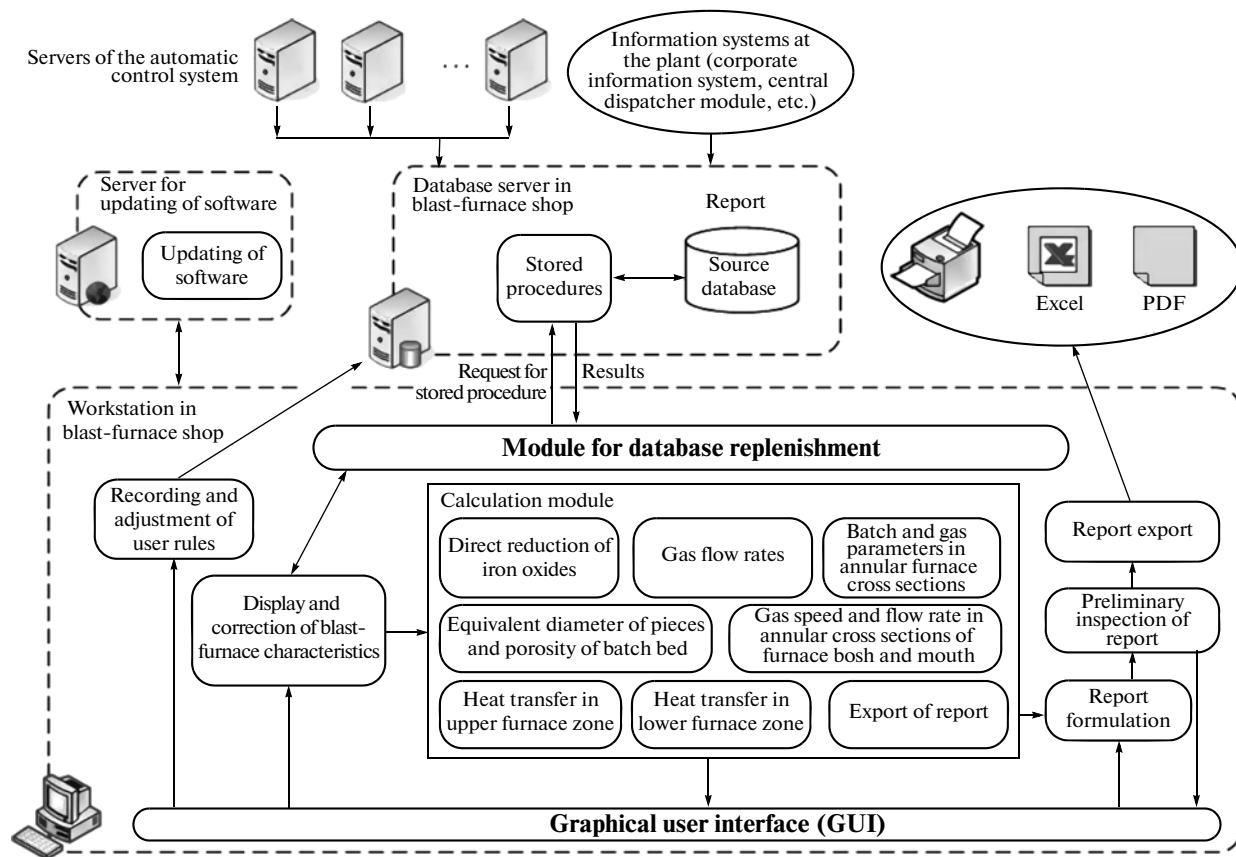 Servers of the automatic
control system
...
Information systems at
the plant (corporate
information system, central
dispatcher module, etc.)
Server for
updating of software
Updating of
software
Database server in
blast-furnace shop
Report
Stored
procedures
Source
database
Excel
PDF
Request for
stored procedure
Results
Workstation in
blast-furnace shop
Module for database replenishment
Recording and
adjustment of
user rules
Calculation module
Direct reduction of
iron oxides
Gas flow rates
Batch and gas
parameters in
annular furnace
cross sections
Report export
Display and
correction of blast-
furnace characteristics
Equivalent diameter of pieces
and porosity of batch bed
Gas speed and flow rate in
annular cross sections of
furnace bosh and mouth
Preliminary
inspection of
report
Heat transfer in
upper furnace zone
Heat transfer in
lower furnace zone
Export of report
Report
formulation
Graphical user interface (GUI)